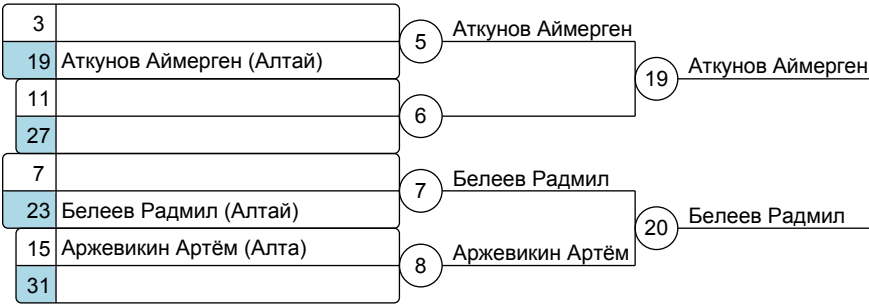 3
19 Аткунов Аймерген (Алтай)
11
27
7
23 Белеев Радмил (Алтай)
15 Аржевикин Артём (Алта)
31
5 Аткунов Аймерген
6
7 Белеев Радмил
8 Аржевикин Артём
19 Аткунов Аймерген
20 Белеев Радмил